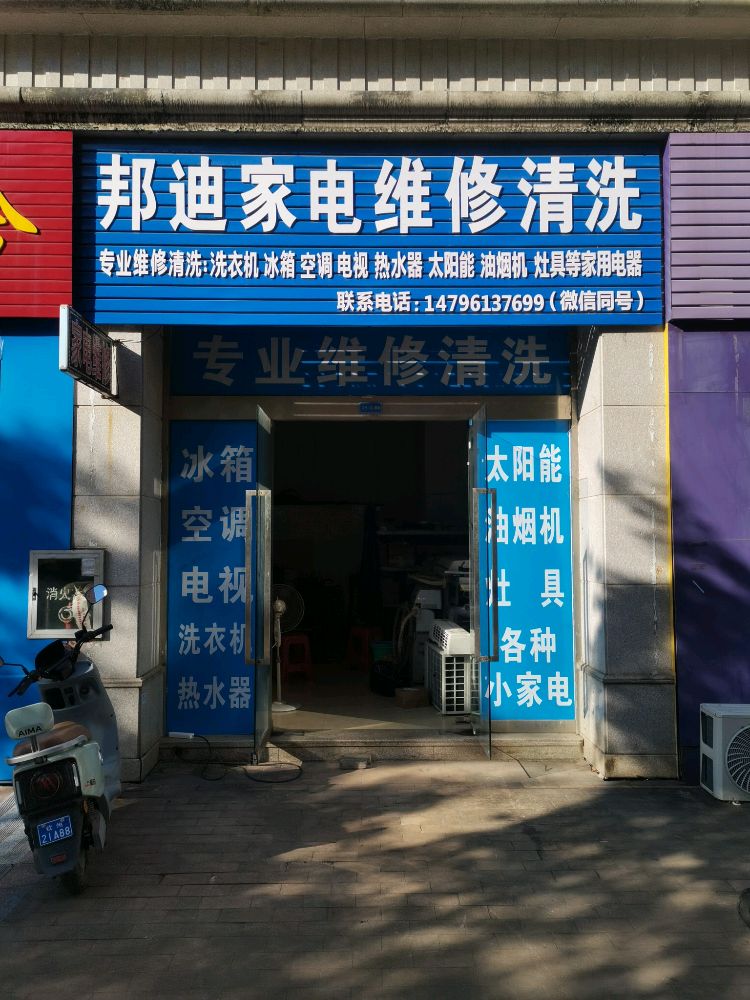 邦迪家电维修清洗
专业维修清洗:洗衣机 冰箱 空调 电视 热水器 太阳能 油烟机 灶具等家用电器
联系电话:14796137699(微信同号)
专业维修清洗
冰箱
空调
电视
洗衣机
热水器
太阳能
油烟机
灶具
各种
小家电
消火
AIMA
21A88